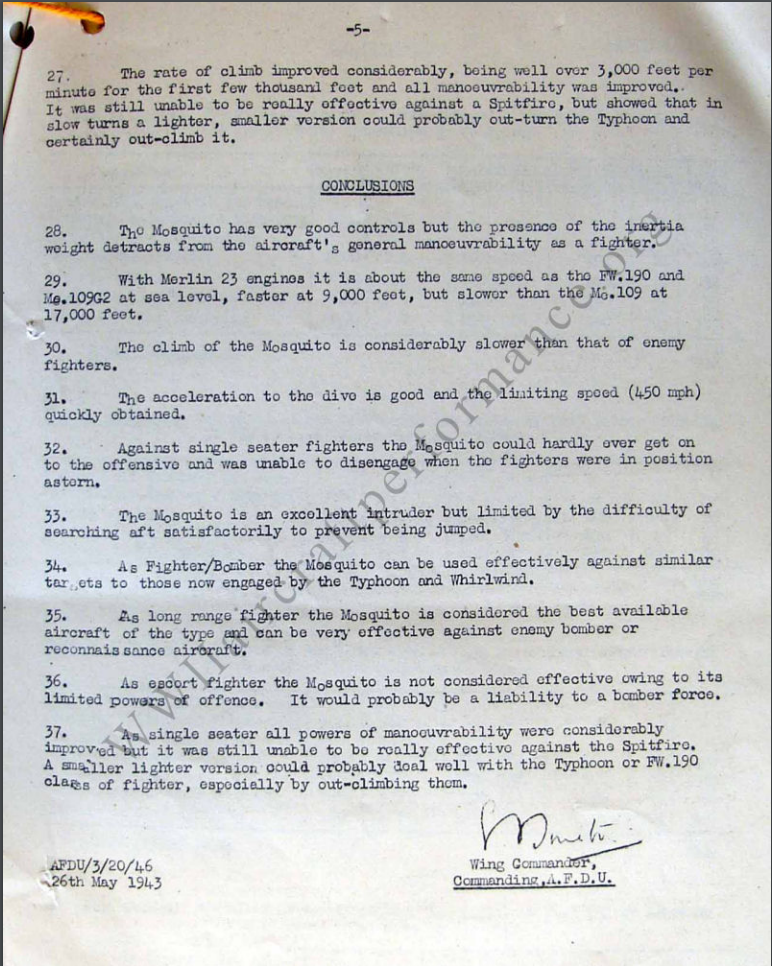 -5-
27. The rate of climb improved considerably, being well over 3,000 feet per
minute for the first few thousand feet and all manoeuvrability was improved.
It was still unable to be really effective against a Spitfire, but showed that in
slow turns a lighter, smaller version could probably out-turn the Typhoon and
certainly out-climb it.
CONCLUSIONS
28. The Mosquito has very good controls but the presence of the inertia
weight detracts from the aircraft's general manoeuvrability as a fighter.
29. With Merlin 23 engines it is about the same speed as the FW.190 and
Me.109G2 at sea level, faster at 9,000 feet, but slower than the Me.109 at
17,000 feet.
30. The climb of the Mosquito is considerably slower than that of enemy
fighters.
31. The acceleration to the dive is good and the limiting speed (450 mph)
quickly obtained.
32. Against single seater fighters the Mosquito could hardly ever get on
to the offensive and was unable to disengage when the fighters were in position
astern.
33. The Mosquito is an excellent intruder but limited by the difficulty of
searching aft satisfactorily to prevent being jumped.
34. As Fighter/Bomber the Mosquito can be used effectively against similar
targets to those now engaged by the Typhoon and Whirlwind.
35. As long range fighter the Mosquito is considered the best available
aircraft of the type and can be very effective against enemy bomber or
reconnaissance aircraft.
36. As escort fighter the Mosquito is not considered effective owing to its
limited powers of offence. It would probably be a liability to a bomber force.
37. As single seater all powers of manoeuvrability were considerably
improved but it was still unable to be really effective against the Spitfire.
A smaller lighter version could probably deal well with the Typhoon or FW.190
class of fighter, especially by out-climbing them.
AFDU/3/20/46
26th May 1943
Wing Commander,
Commanding, A.F.D.U.
www.wwiiaircraftperformance.org